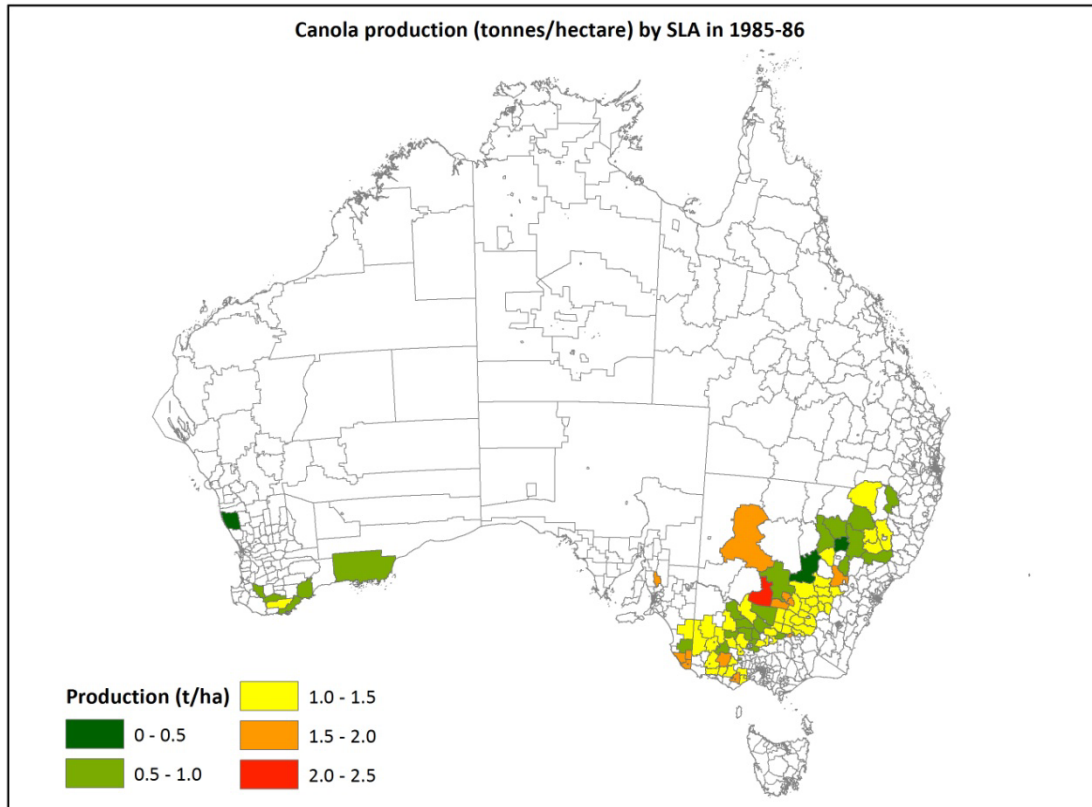 Canola production (tonnes/hectare) by SLA in 1985-86
Production (t/ha)
0 - 0.5
0.5 - 1.0
1.0 - 1.5
1.5 - 2.0
2.0 - 2.5